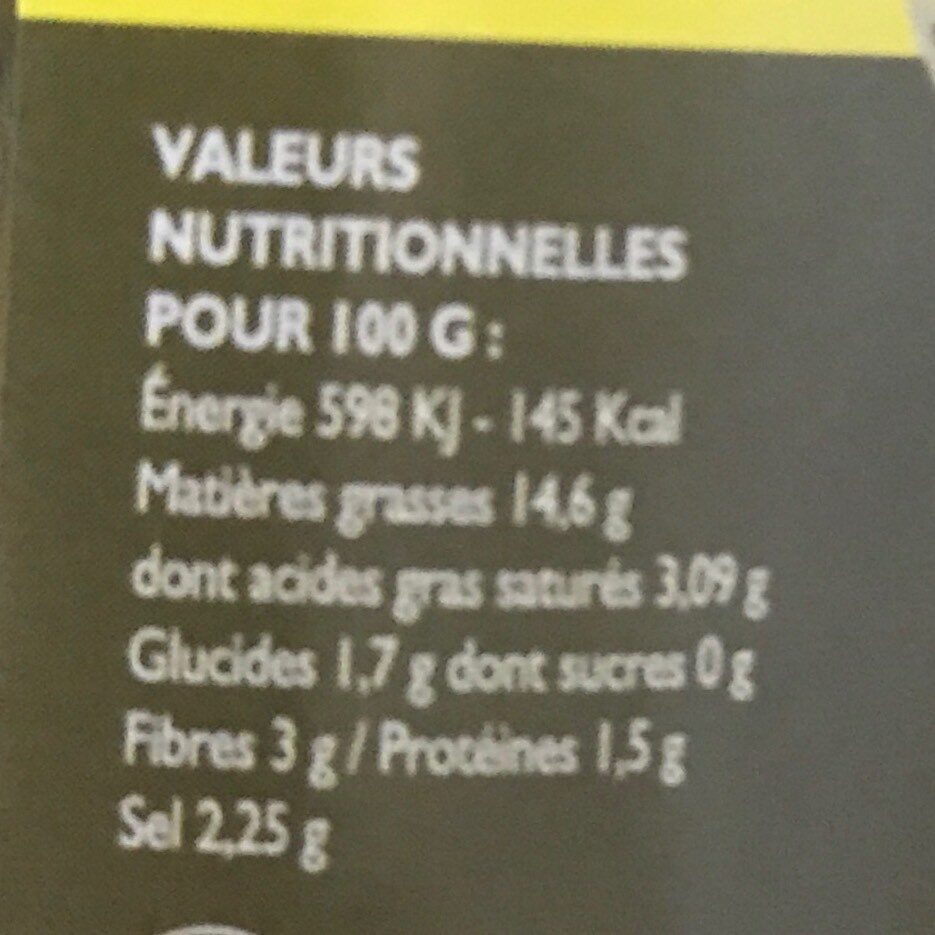 VALEURS
NUTRITIONNELLES
POUR 100 G :
Énergie 598 KJ - 145 Kcal
Matières grasses 14,6 g
dont acides gras saturés 3,09 g
Glucides 1,7 g dont sucres 0 g
Fibres 3 g / Protéines 1,5 g
Sel 2,25 g